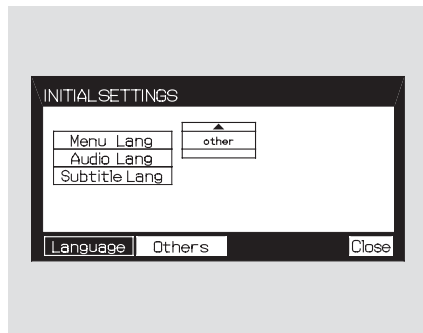 INITIAL SETTINGS
Menu Lang
other
Audio Lang
Subtitle Lang
Language Others Close